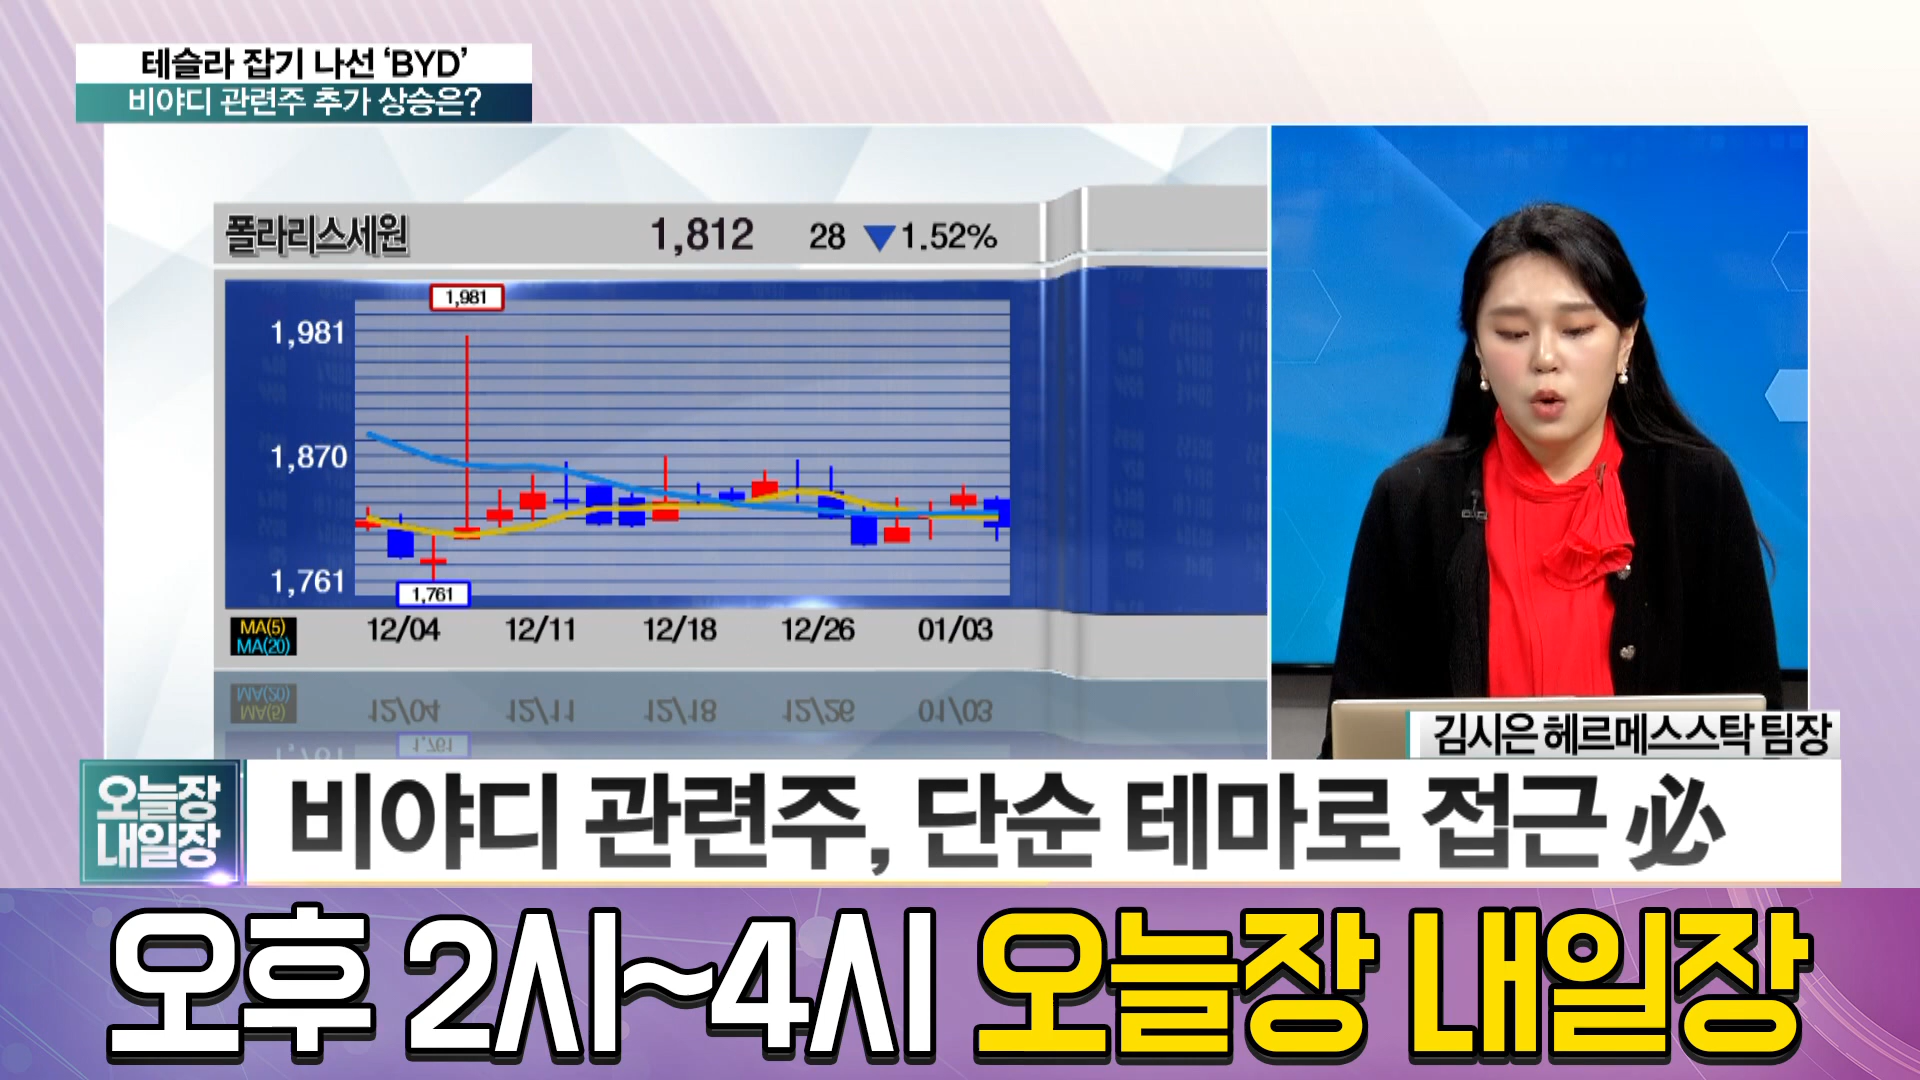 테슬라 잡기 나선 ‘BYD’
비야디 관련주 추가 상승은?
폴라리스세원 1,812 28 ▼1.52%
1,981
1,981
1,870
1,761
1,761
MA(5)
MA(20)
12/04 12/11 12/18 12/26 01/03
김시은 헤르메스스탁 팀장
오늘장
내일장
비야디 관련주, 단순 테마로 접근 必
오후 2시~4시 오늘장 내일장